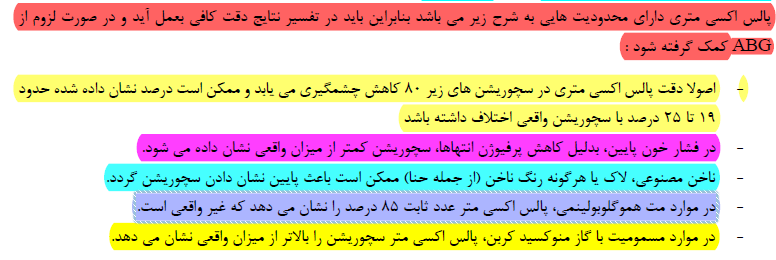 پالس اکسی متری دارای محدودیت هایی به شرح زیر می باشد بنابراین باید در تفسیر نتایج دقت کافی بعمل آید و در صورت لزوم از
ABG کمک گرفته شود :
- اصولا دقت پالس اکسی متری در سچوریشن های زیر ۸۰ کاهش چشمگیری می یابد و ممکن است درصد نشان داده شده حدود
۱۹ تا ۲۵ درصد با سچوریشن واقعی اختلاف داشته باشد
- در فشار خون پایین، بدلیل کاهش پرفیوژن انتهاها، سچوریشن کمتر از میزان واقعی نشان داده می شود.
- ناخن مصنوعی، لاک یا هرگونه رنگ ناخن (از جمله حنا) ممکن است باعث پایین نشان دادن سچوریشن گردد.
- در موارد مت هموگلوبولینمی، پالس اکسی متر عدد ثابت ۸۵ درصد را نشان می دهد که غیر واقعی است.
- در موارد مسمومیت با گاز منوکسید کربن، پالس اکسی متر سچوریشن را بالاتر از میزان واقعی نشان می دهد.